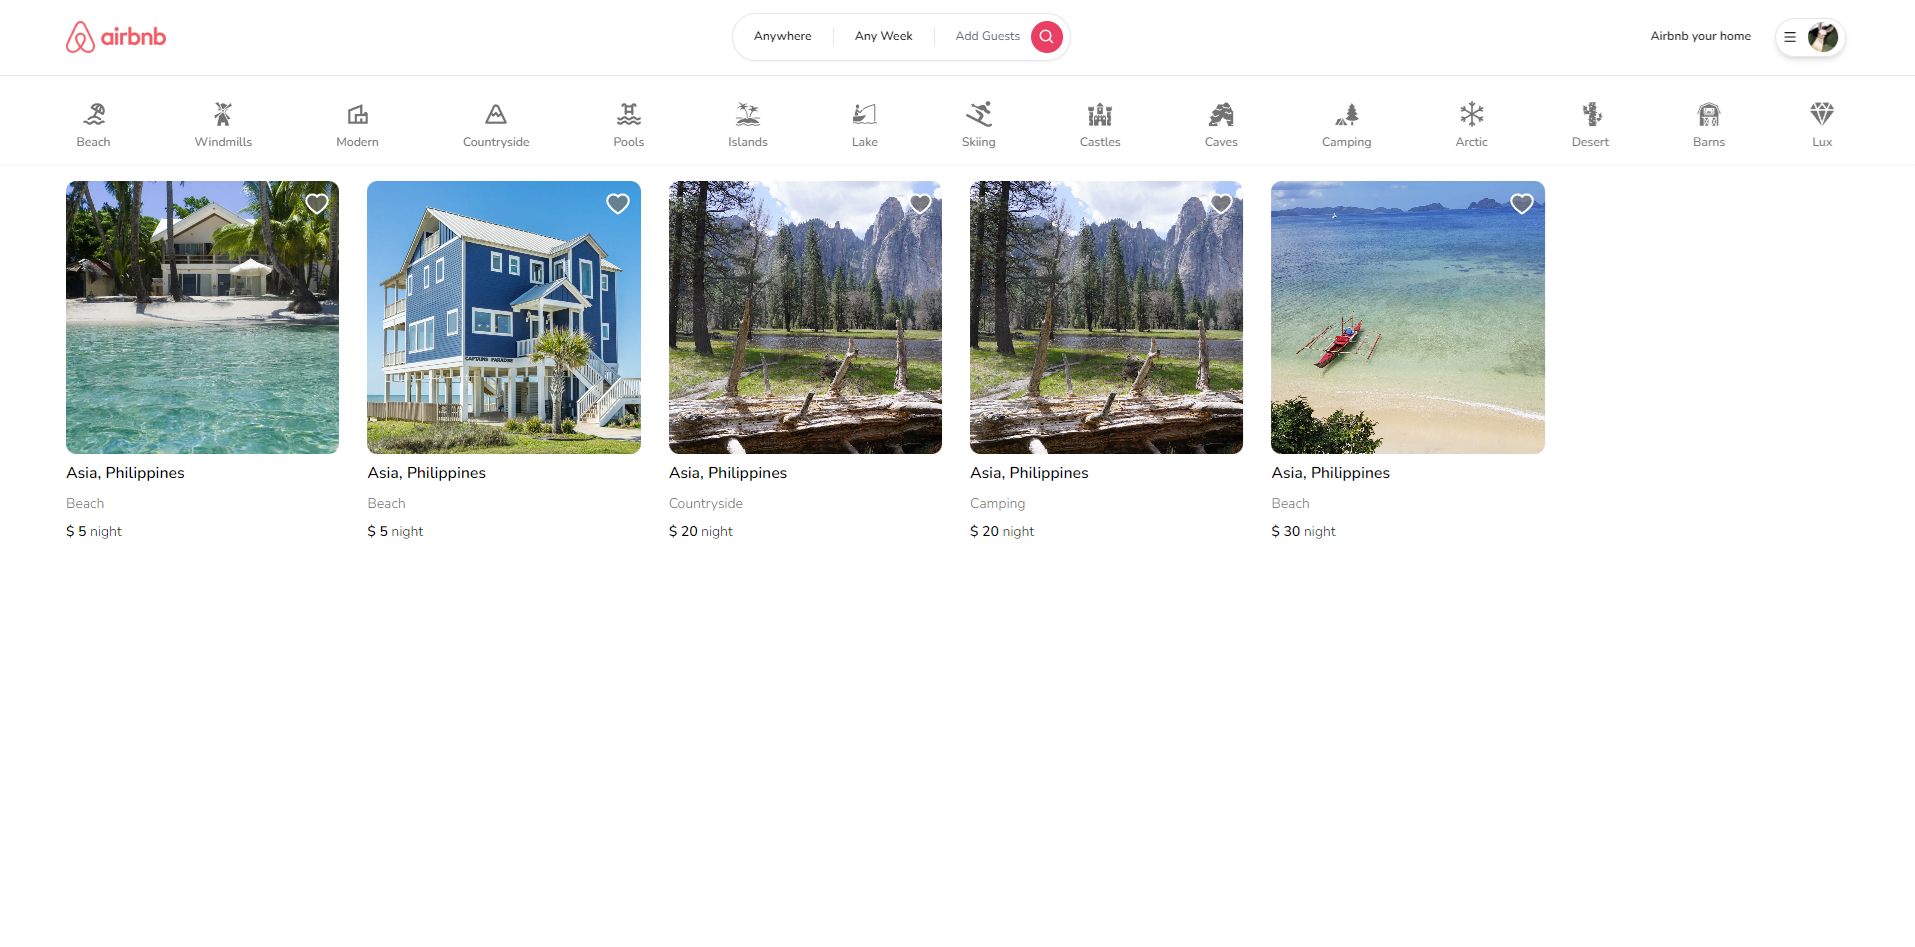 airbnb
Anywhere
Any Week
Add Guests
Airbnb your home
Beach
Windmills
Modern
Countryside
Pools
Islands
Lake
Skiing
Castles
Caves
Camping
Arctic
Desert
Barns
Lux
CAPTAINS PARADISE
Asia, Philippines
Beach
$ 5 night
Asia, Philippines
Beach
$ 5 night
Asia, Philippines
Countryside
$ 20 night
Asia, Philippines
Camping
$ 20 night
Asia, Philippines
Beach
$ 30 night